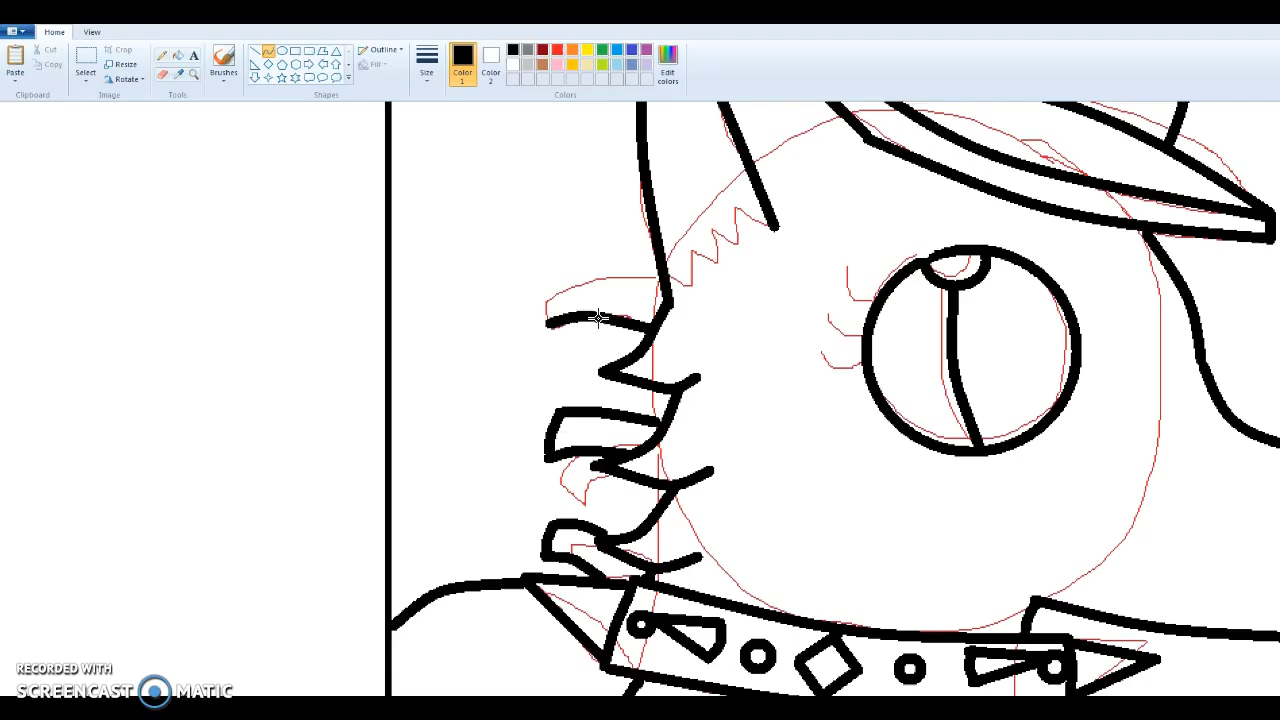 Home View
Paste
Cut
Copy
Clipboard
Select
Crop
Resize
Rotate
Image
A
Tools
Brushes
Outline
Fill
Shapes
Size
Color
1
Color
2
Edit
colors
Colors
RECORDED WITH
SCREENCAST MATIC